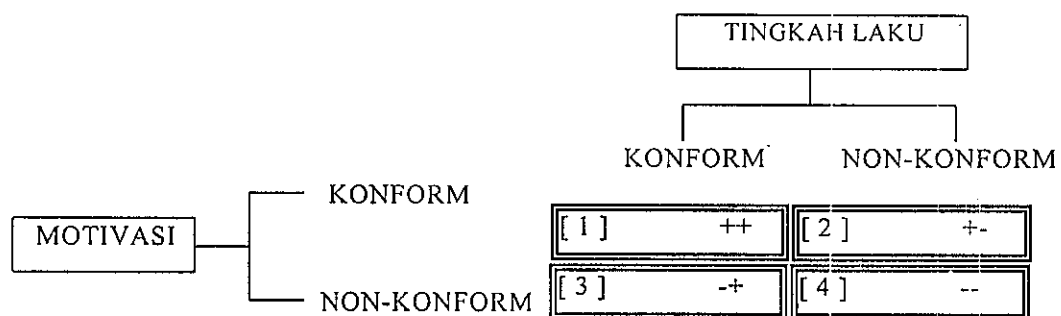 TINGKAH LAKU
KONFORM NON-KONFORM
KONFORM
[ 1 ] ++ [ 2 ] +-
MOTIVASI
NON-KONFORM [ 3 ] -+ [ 4 ] --